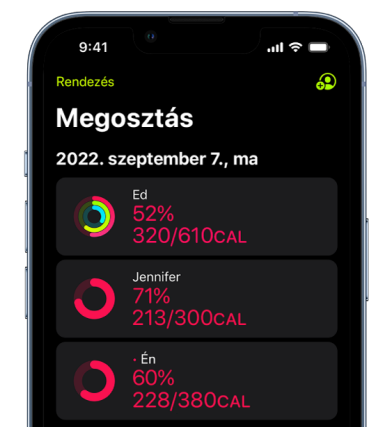 9:41
Rendezés
Megosztás
2022. szeptember 7., ma
Ed
52%
320/610CAL
Jennifer
71%
213/300CAL
· Én
60%
228/380CAL